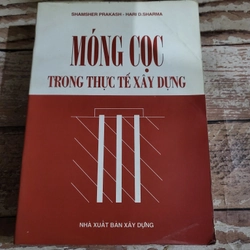 SHAMSHER PRAKASH - HARI D.SHARMA
MÓNG CỌC
TRONG THỰC TẾ XÂY DỰNG
NHÀ XUẤT BẢN XÂY DỰNG